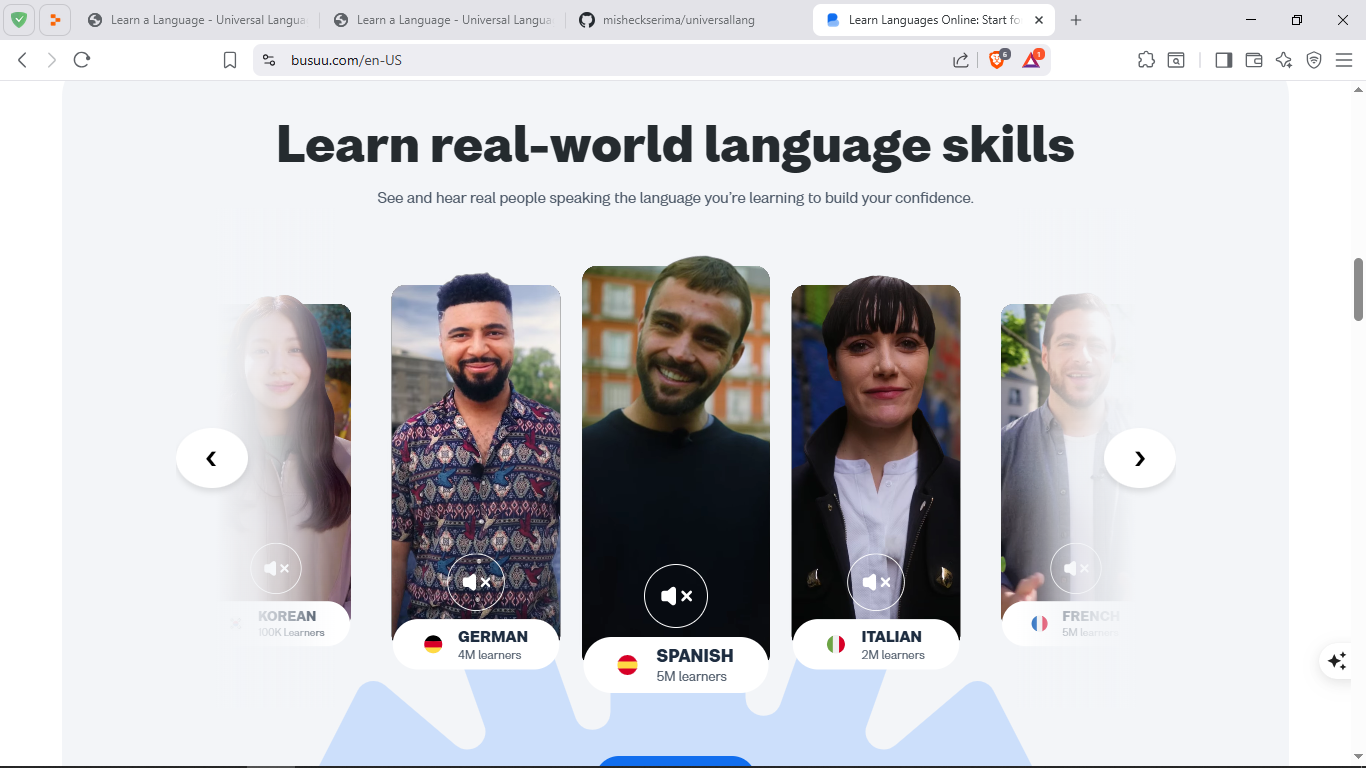 Learn a Language - Universal Langua
Learn a Language - Universal Langua
misheckserima/universallang
Learn Languages Online: Start fo
busuu.com/en-US
6
1
Learn real-world language skills
See and hear real people speaking the language you’re learning to build your confidence.
KOREAN
100K Learners
GERMAN
4M learners
SPANISH
5M learners
ITALIAN
2M learners
FRENCH
5M learners